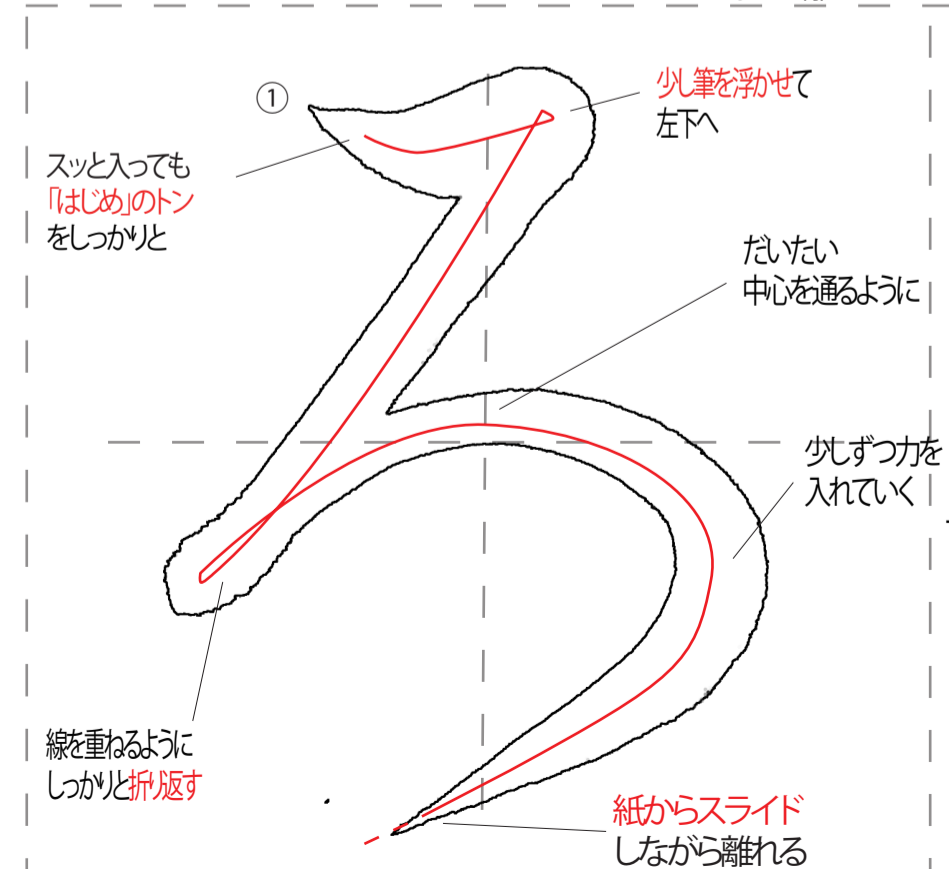 ①
少し筆を浮かせて
左下へ
スッと入っても
「はじめ」のトン
をしっかりと
だいたい
中心を通るように
少しずつ力を
入れていく
線を重ねるように
しっかりと折り返す
紙からスライド
しながら離れる
ろ